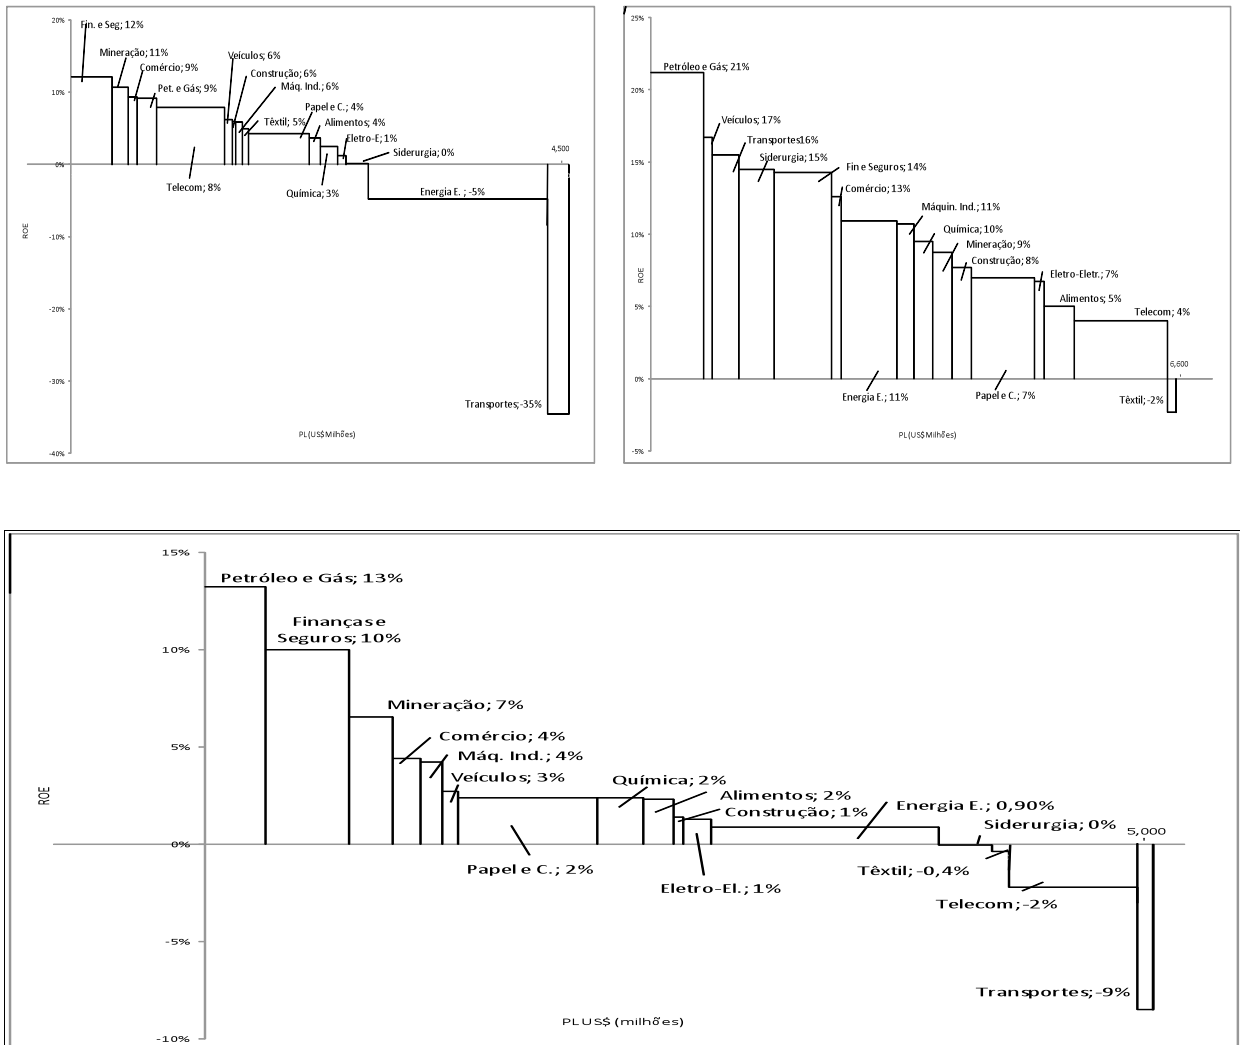 20%
Fin. e Seg; 12%
Mineração; 11%
Veículos; 6%
Comércio; 9%
Construção; 6%
Pet. e Gás; 9%
Máq. Ind.; 6%
10%
Papel e C.; 4%
Têxtil; 5%
Alimentos; 4%
Eletro-E; 1%
Siderurgia; 0%
4,500
0%
Telecom; 8%
Química; 3%
Energia E. ; -5%
ROE
-10%
-20%
-30%
Transportes; -35%
PL (US$ Milhões)
-40%
25%
20%
Petróleo e Gás; 21%
Veículos; 17%
Transportes 16%
15%
Siderurgia; 15%
Fin e Seguros; 14%
Comércio; 13%
Máquin. Ind.; 11%
10%
Química; 10%
Mineração; 9%
Construção; 8%
ROE
Eletro-Eletr.; 7%
5%
Alimentos; 5%
Telecom; 4%
6,600
0%
Energia E.; 11%
Papel e C.; 7%
Têxtil; -2%
PL (US$ Milhões)
-5%
15%
Petróleo e Gás; 13%
Finanças e
Seguros; 10%
10%
Mineração; 7%
Comércio; 4%
5%
Máq. Ind.; 4%
Veículos; 3%
Química; 2%
Alimentos; 2%
Construção; 1%
Energia E.; 0,90%
Siderurgia; 0%
5,000
ROE
0%
Papel e C.; 2%
Eletro-El.; 1%
Têxtil; -0,4%
Telecom; -2%
-5%
Transportes; -9%
PL US$ (milhões)
-10%